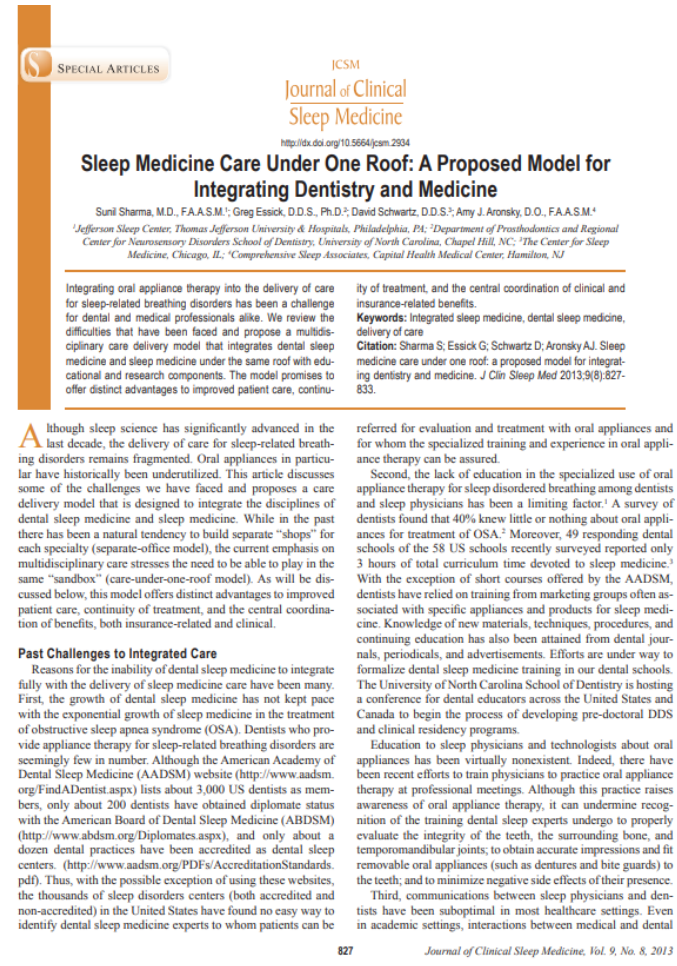 SPECIAL ARTICLES
JCSM
Journal of Clinical
Sleep Medicine
http://dx.doi.org/10.5664/jcsm.2934
Sleep Medicine Care Under One Roof: A Proposed Model for
Integrating Dentistry and Medicine
Sunil Sharma, M.D., F.A.A.S.M.1; Greg Essick, D.D.S., Ph.D.2; David Schwartz, D.D.S.3; Amy J. Aronsky, D.O., F.A.A.S.M.4
1Jefferson Sleep Center, Thomas Jefferson University & Hospitals, Philadelphia, PA; 2Department of Prosthodontics and Regional
Center for Neurosensory Disorders School of Dentistry, University of North Carolina, Chapel Hill, NC; 3The Center for Sleep
Medicine, Chicago, IL; 4Comprehensive Sleep Associates, Capital Health Medical Center, Hamilton, NJ
Integrating oral appliance therapy into the delivery of care
for sleep-related breathing disorders has been a challenge
for dental and medical professionals alike. We review the
difficulties that have been faced and propose a multidis-
ciplinary care delivery model that integrates dental sleep
medicine and sleep medicine under the same roof with edu-
cational and research components. The model promises to
offer distinct advantages to improved patient care, continu-
ity of treatment, and the central coordination of clinical and
insurance-related benefits.
Keywords: Integrated sleep medicine, dental sleep medicine,
delivery of care
Citation: Sharma S; Essick G; Schwartz D; Aronsky AJ. Sleep
medicine care under one roof: a proposed model for integrat-
ing dentistry and medicine. J Clin Sleep Med 2013;9(8):827-
833.
Although sleep science has significantly advanced in the
last decade, the delivery of care for sleep-related breath-
ing disorders remains fragmented. Oral appliances in particu-
lar have historically been underutilized. This article discusses
some of the challenges we have faced and proposes a care
delivery model that is designed to integrate the disciplines of
dental sleep medicine and sleep medicine. While in the past
there has been a natural tendency to build separate “shops” for
each specialty (separate-office model), the current emphasis on
multidisciplinary care stresses the need to be able to play in the
same “sandbox” (care-under-one-roof model). As will be dis-
cussed below, this model offers distinct advantages to improved
patient care, continuity of treatment, and the central coordina-
tion of benefits, both insurance-related and clinical.
Past Challenges to Integrated Care
Reasons for the inability of dental sleep medicine to integrate
fully with the delivery of sleep medicine care have been many.
First, the growth of dental sleep medicine has not kept pace
with the exponential growth of sleep medicine in the treatment
of obstructive sleep apnea syndrome (OSA). Dentists who pro-
vide appliance therapy for sleep-related breathing disorders are
seemingly few in number. Although the American Academy of
Dental Sleep Medicine (AADSM) website (http://www.aadsm.
org/FindADentist.aspx) lists about 3,000 US dentists as mem-
bers, only about 200 dentists have obtained diplomate status
with the American Board of Dental Sleep Medicine (ABDSM)
(http://www.abdsm.org/Diplomates.aspx), and only about a
dozen dental practices have been accredited as dental sleep
centers. (http://www.aadsm.org/PDFs/AccreditationStandards.
pdf). Thus, with the possible exception of using these websites,
the thousands of sleep disorders centers (both accredited and
non-accredited) in the United States have found no easy way to
identify dental sleep medicine experts to whom patients can be
referred for evaluation and treatment with oral appliances and
for whom the specialized training and experience in oral appli-
ance therapy can be assured.
Second, the lack of education in the specialized use of oral
appliance therapy for sleep disordered breathing among dentists
and sleep physicians has been a limiting factor.1 A survey of
dentists found that 40% knew little or nothing about oral appli-
ances for treatment of OSA.2 Moreover, 49 responding dental
schools of the 58 US schools recently surveyed reported only
3 hours of total curriculum time devoted to sleep medicine.3
With the exception of short courses offered by the AADSM,
dentists have relied on training from marketing groups often as-
sociated with specific appliances and products for sleep medi-
cine. Knowledge of new materials, techniques, procedures, and
continuing education has also been attained from dental jour-
nals, periodicals, and advertisements. Efforts are under way to
formalize dental sleep medicine training in our dental schools.
The University of North Carolina School of Dentistry is hosting
a conference for dental educators across the United States and
Canada to begin the process of developing pre-doctoral DDS
and clinical residency programs.
Education to sleep physicians and technologists about oral
appliances has been virtually nonexistent. Indeed, there have
been recent efforts to train physicians to practice oral appliance
therapy at professional meetings. Although this practice raises
awareness of oral appliance therapy, it can undermine recog-
nition of the training dental sleep experts undergo to properly
evaluate the integrity of the teeth, the surrounding bone, and
temporomandibular joints; to obtain accurate impressions and fit
removable oral appliances (such as dentures and bite guards) to
the teeth; and to minimize negative side effects of their presence.
Third, communications between sleep physicians and den-
tists have been suboptimal in most healthcare settings. Even
in academic settings, interactions between medical and dental
827
Journal of Clinical Sleep Medicine, Vol. 9, No. 8, 2013